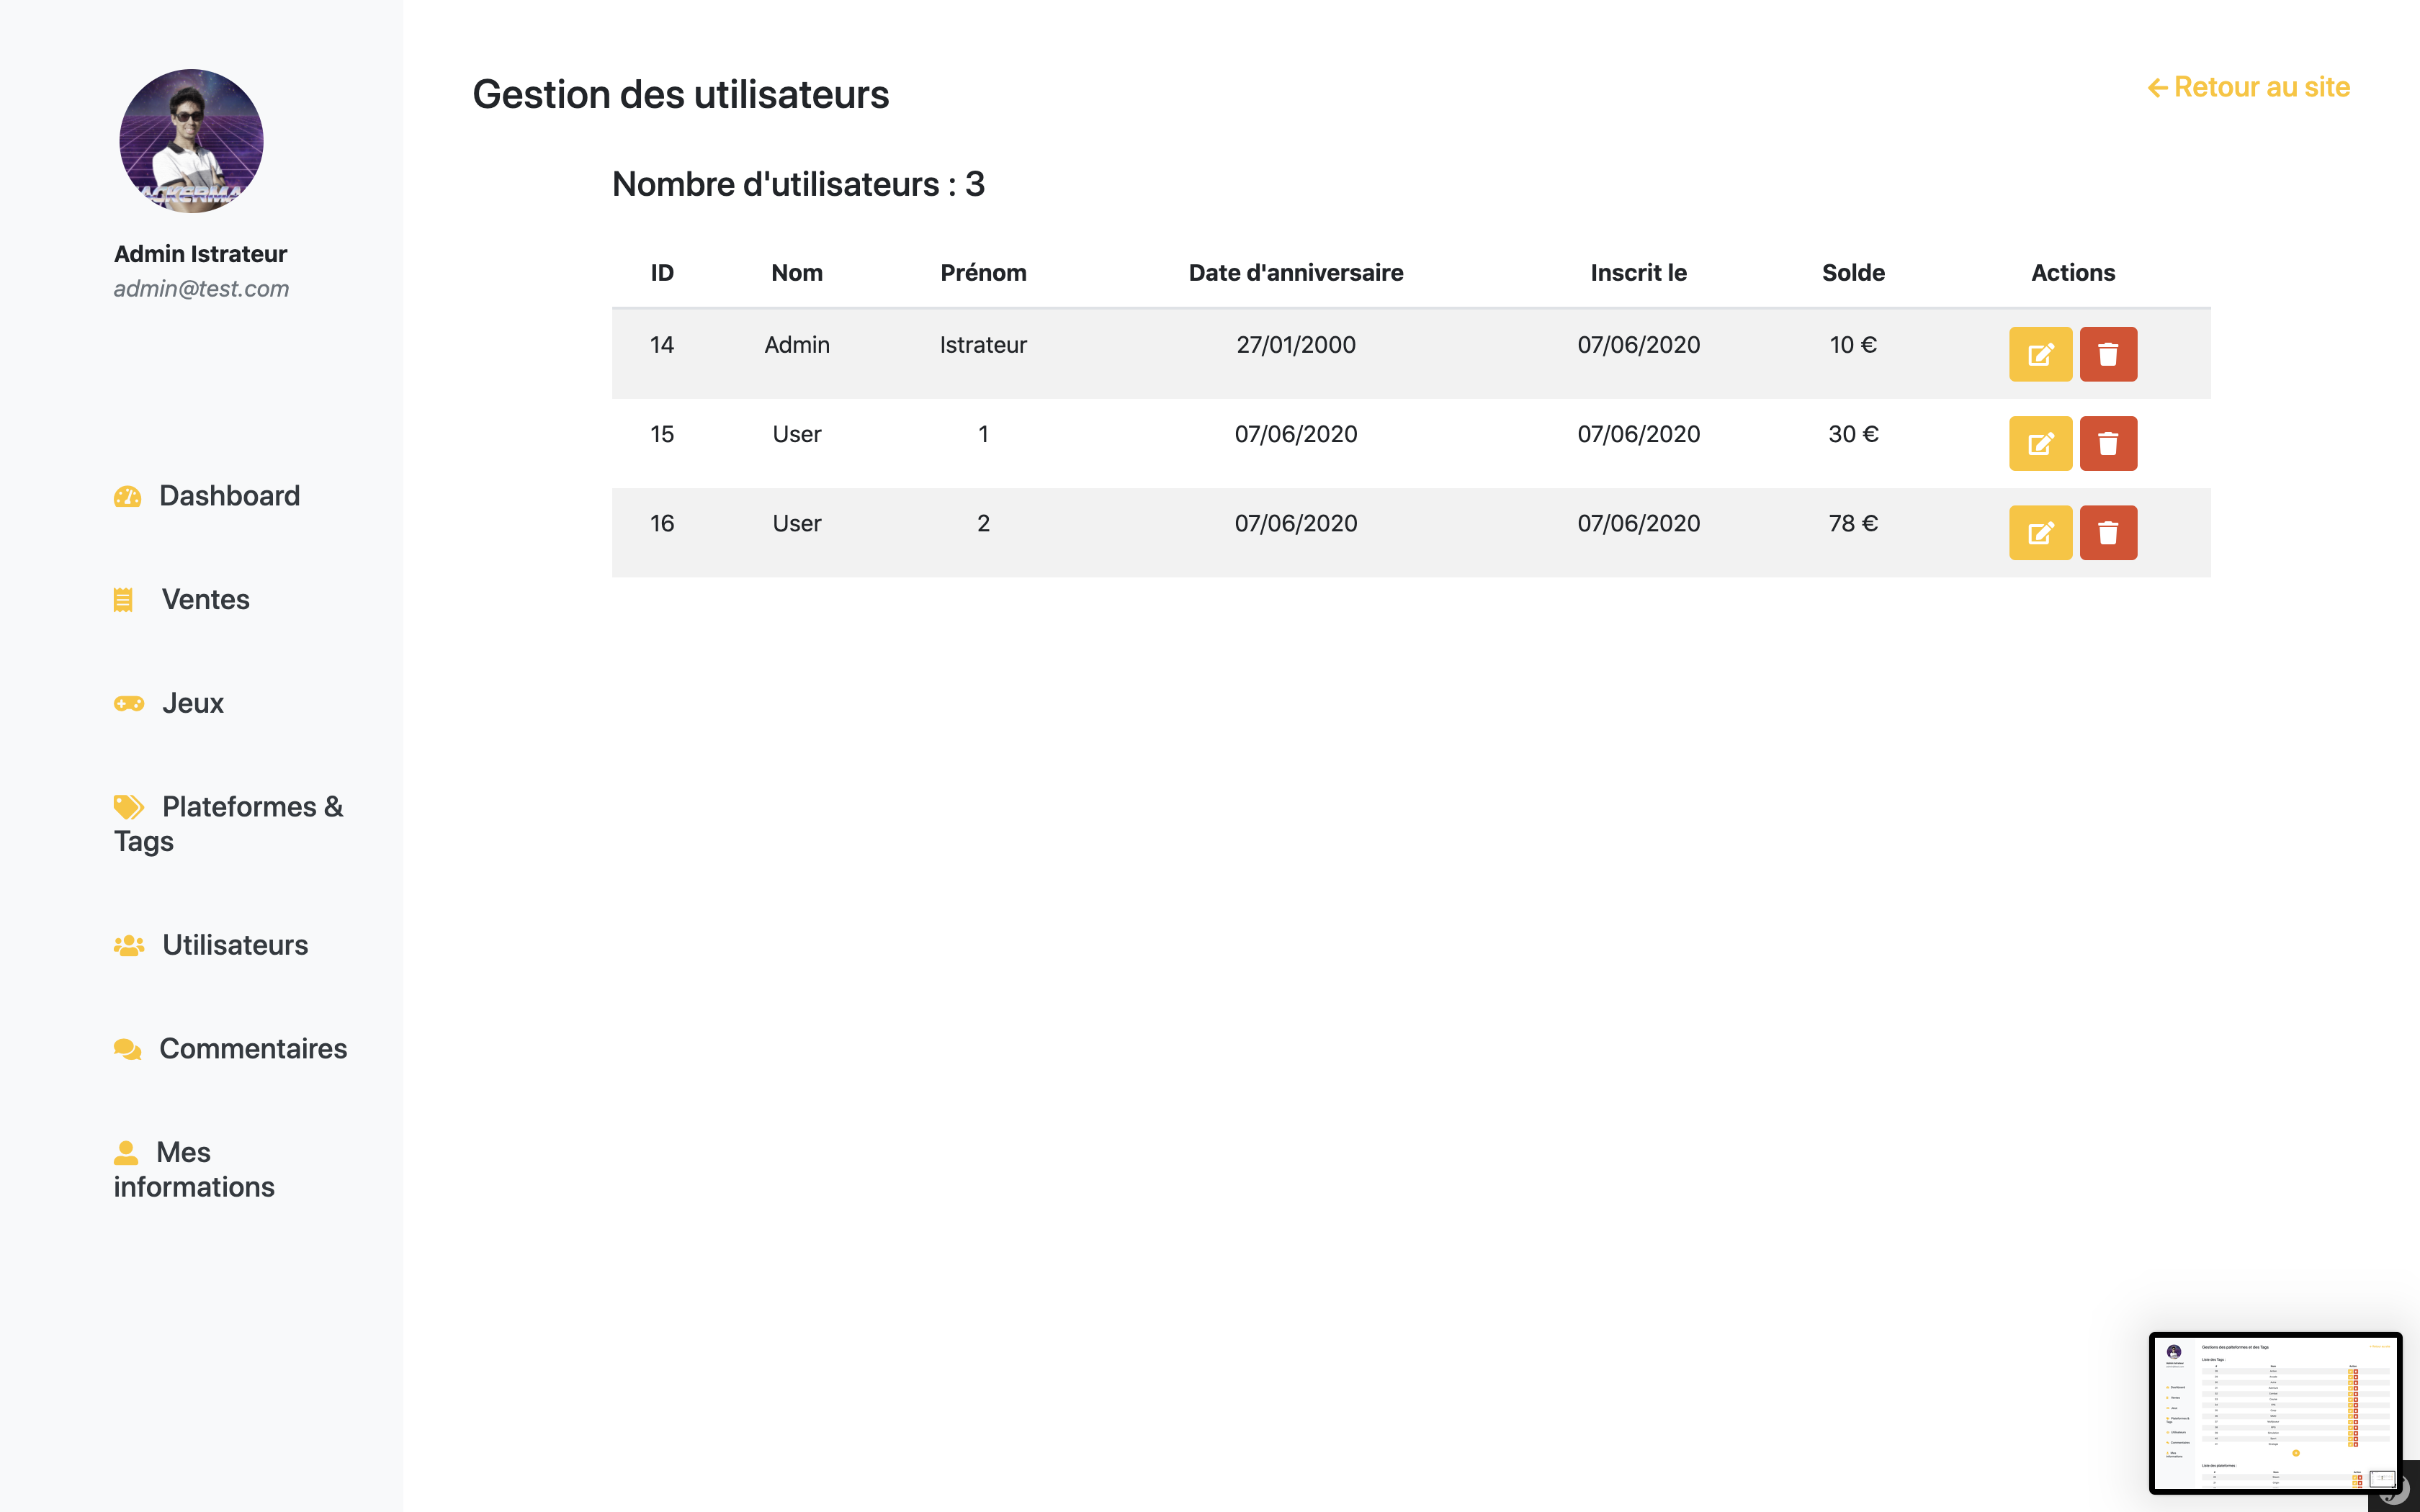 Admin Istrateur
admin@test.com
Dashboard
Ventes
Jeux
Plateformes &
Tags
Utilisateurs
Commentaires
Mes
informations
Gestion des utilisateurs
Retour au site
Nombre d'utilisateurs : 3
ID Nom Prénom Date d'anniversaire Inscrit le Solde Actions
14 Admin Istrateur 27/01/2000 07/06/2020 10 €
15 User 1 07/06/2020 07/06/2020 30 €
16 User 2 07/06/2020 07/06/2020 78 €